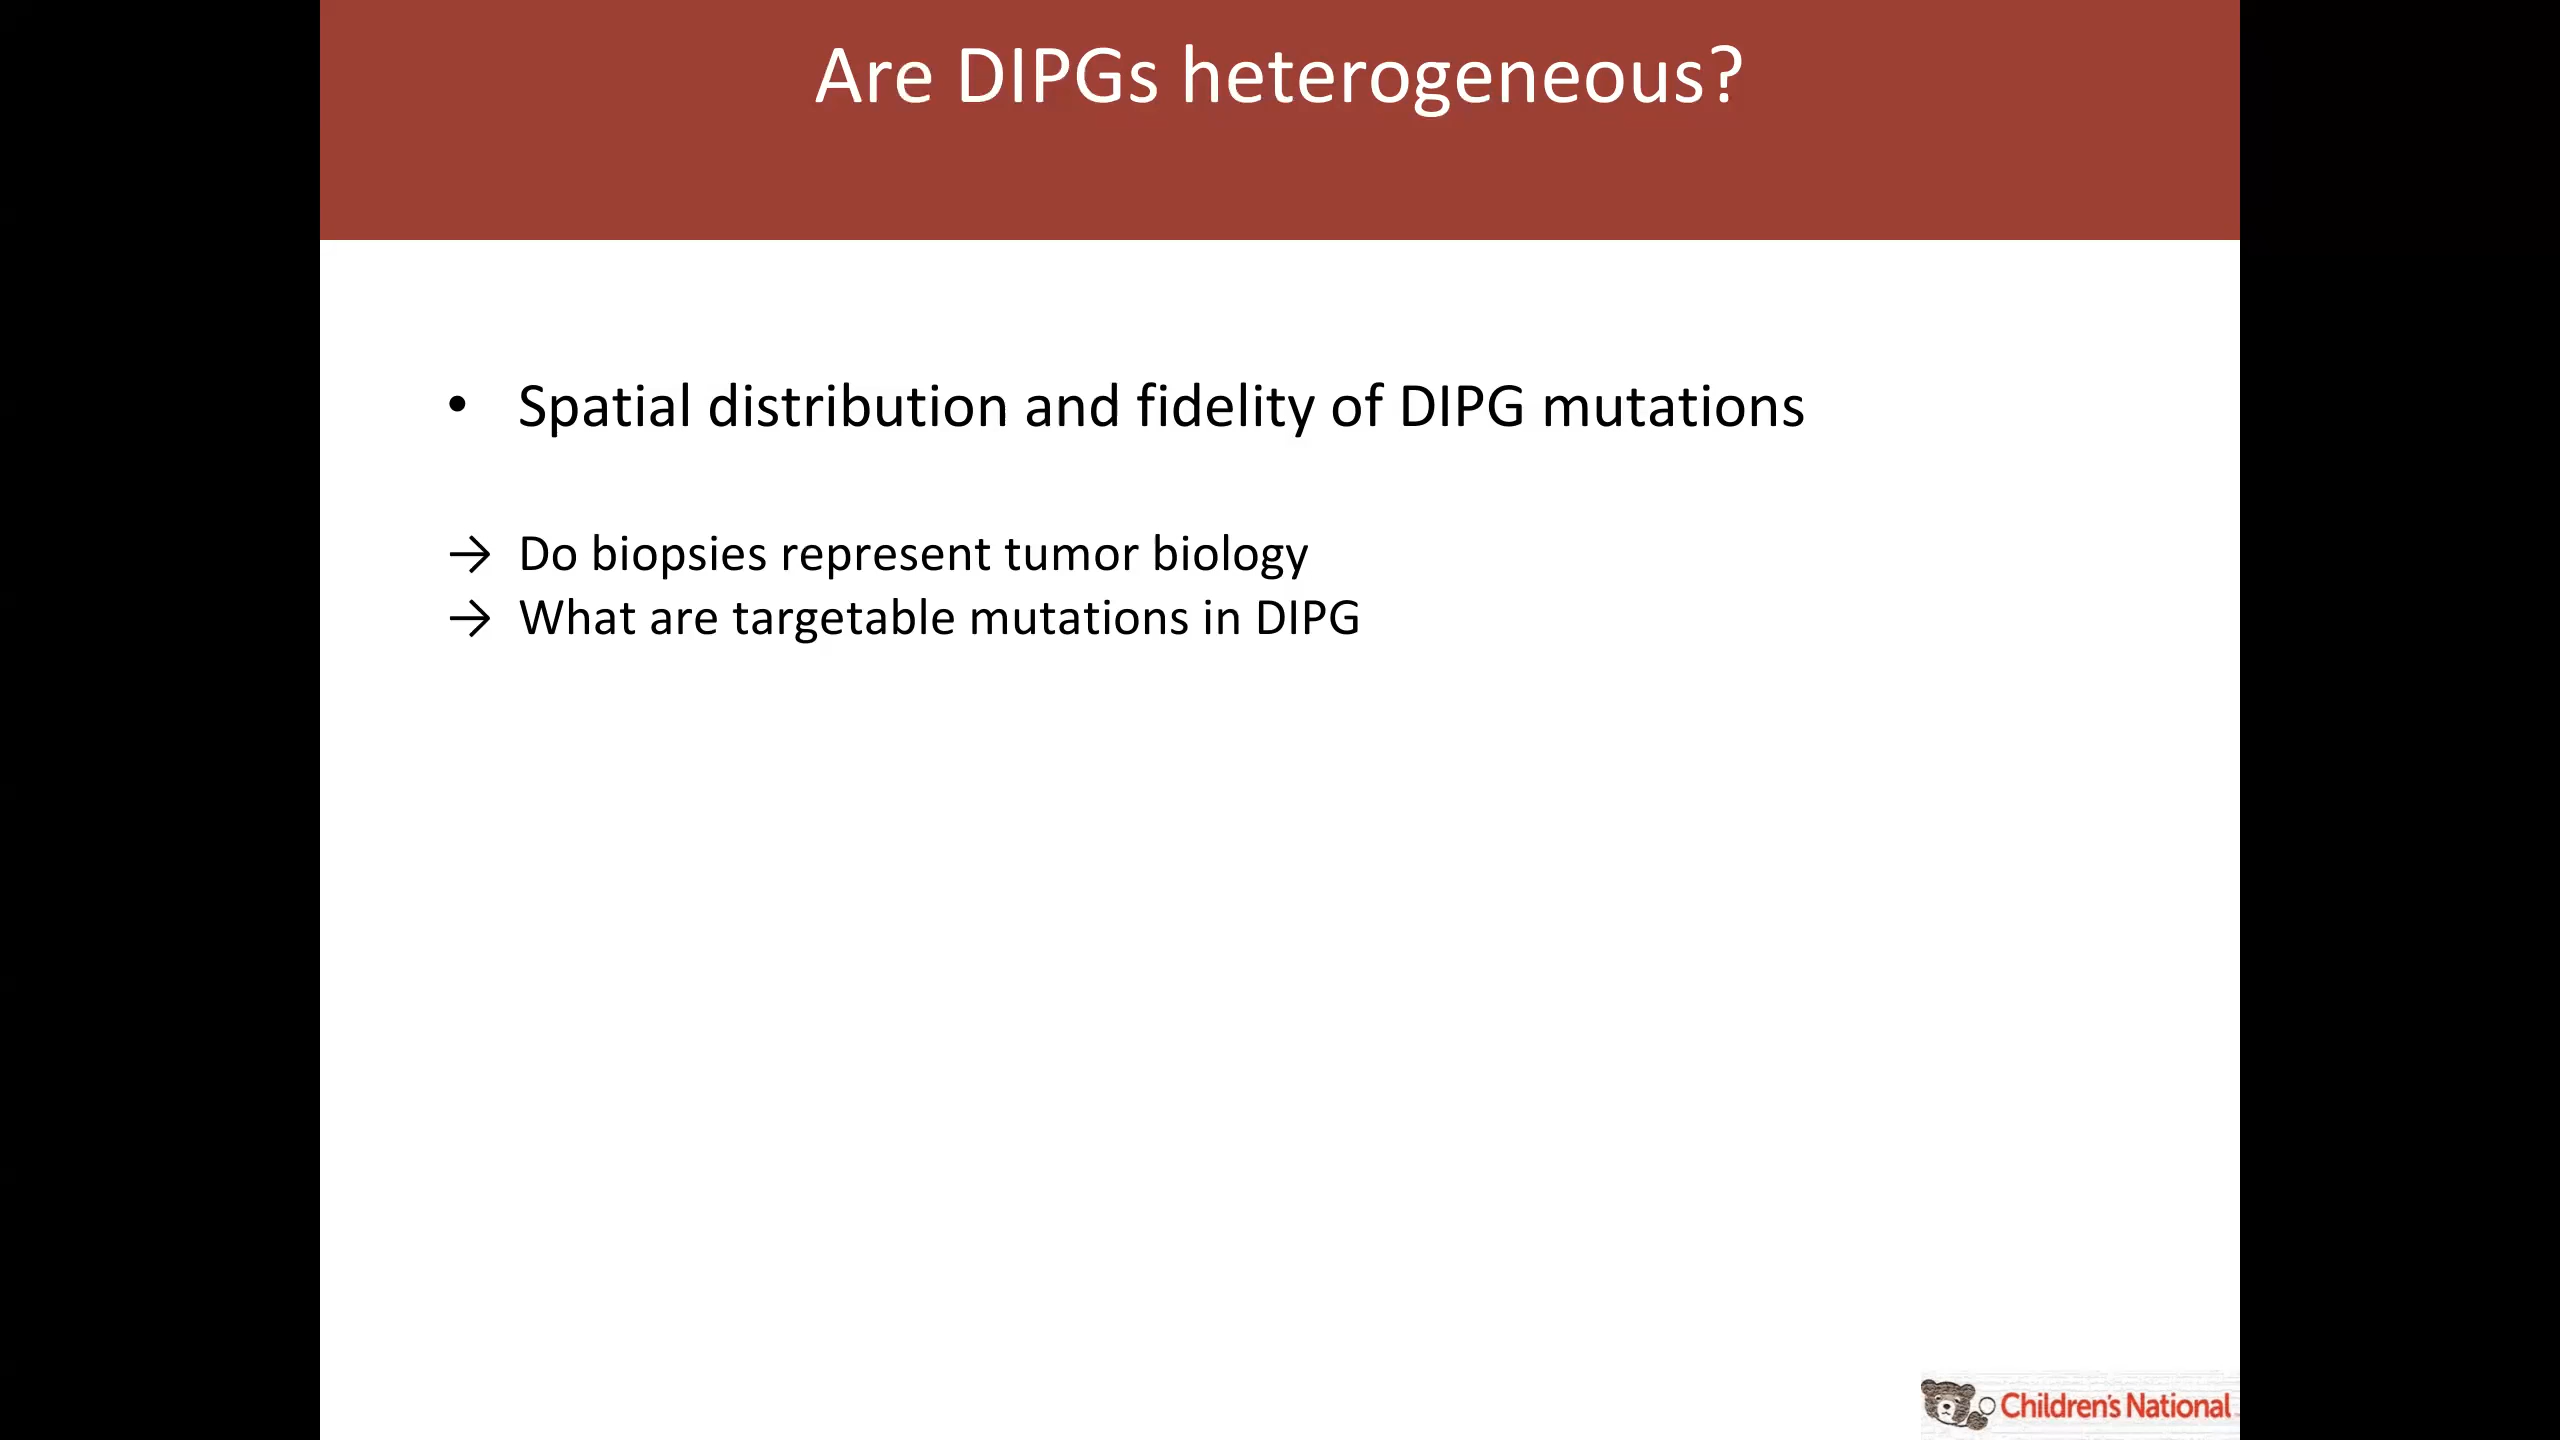 Are DIPGs heterogeneous?
• Spatial distribution and fidelity of DIPG mutations
→ Do biopsies represent tumor biology
→ What are targetable mutations in DIPG
Children's National